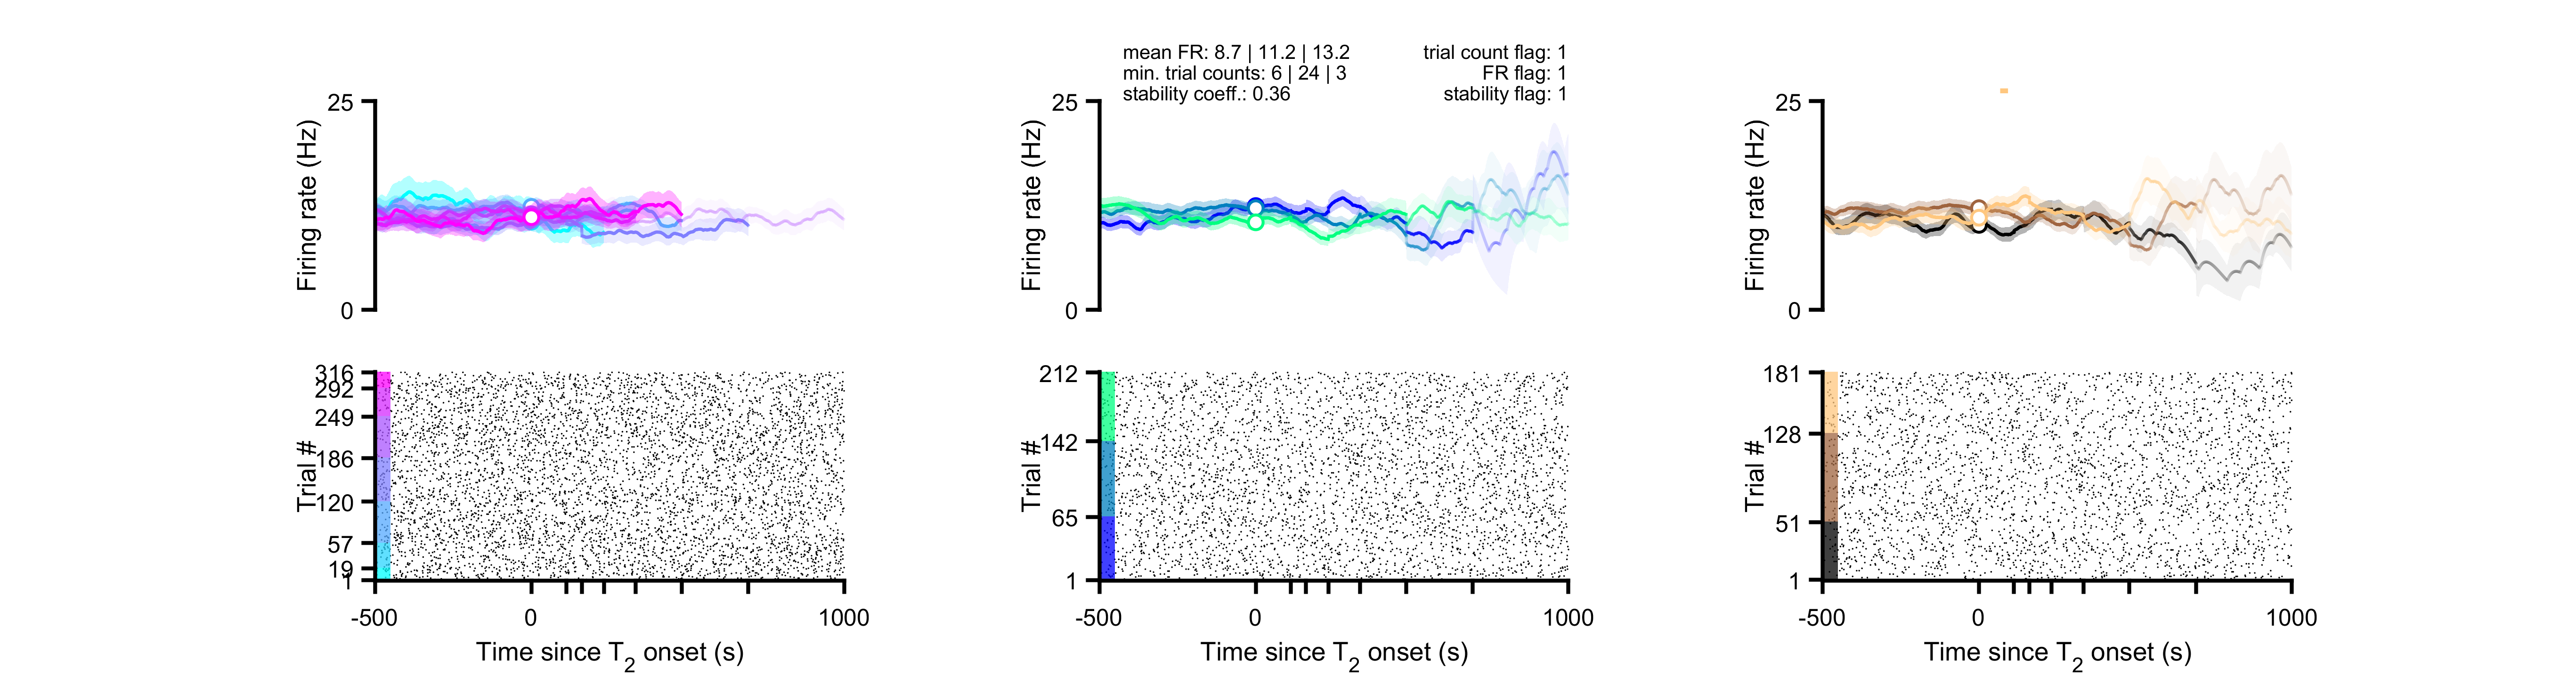 mean FR: 8.7 | 11.2 | 13.2
min. trial counts: 6 | 24 | 3
stability coeff.: 0.36
trial count flag: 1
FR flag: 1
stability flag: 1
25
0
Firing rate (Hz)
25
0
Firing rate (Hz)
25
0
Firing rate (Hz)
316
292
249
186
120
57
19
1
Trial #
-500
0
1000
Time since T2 onset (s)
212
142
65
1
Trial #
-500
0
1000
Time since T2 onset (s)
181
128
51
1
Trial #
-500
0
1000
Time since T2 onset (s)